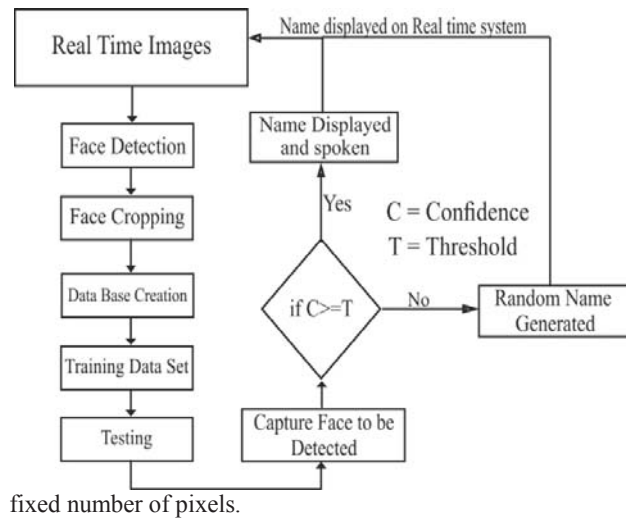 Real Time Images
Name displayed on Real time system
Face Detection
Face Cropping
Data Base Creation
Training Data Set
Testing
Capture Face to be
Detected
if C>=T
Yes
No
Name Displayed
and spoken
C = Confidence
T = Threshold
Random Name
Generated
fixed number of pixels.